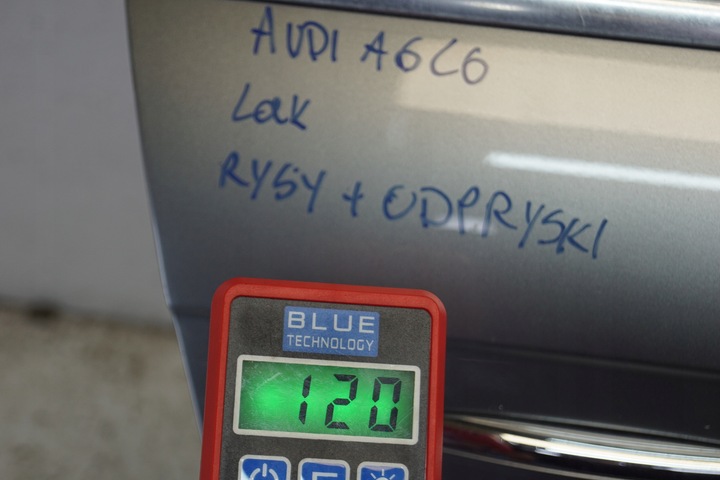 AUDI A6C6
Lak
RYSY + ODPRYSKI
BLUE
TECHNOLOGY
120